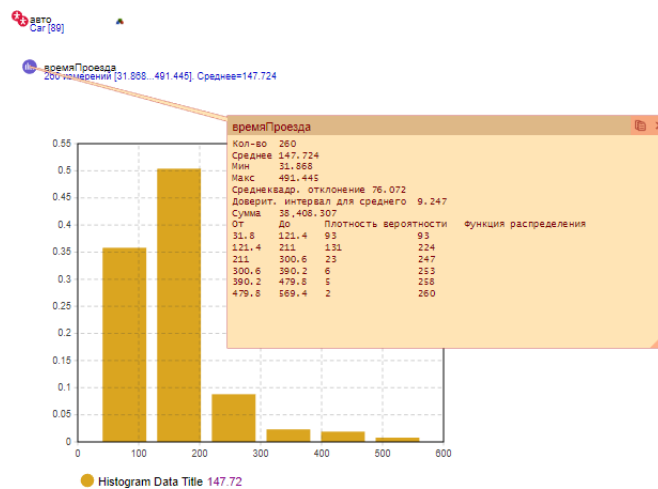 авто
Car [89]
времяПроезда
260 измерений [31.868...491.445]. Среднее=147.724
времяПроезда
Кол-во 260
Среднее 147.724
Мин 31.868
Макс 491.445
Среднеквадр. отклонение 76.072
Доверит. интервал для среднего 9.247
Сумма 38,408.307
От До Плотность вероятности Функция распределения
31.8 121.4 93 93
121.4 211 131 224
211 300.6 23 247
300.6 390.2 6 253
390.2 479.8 5 258
479.8 569.4 2 260
0.55
0.5
0.45
0.4
0.35
0.3
0.25
0.2
0.15
0.1
0.05
0
0 100 200 300 400 500 600
Histogram Data Title 147.72